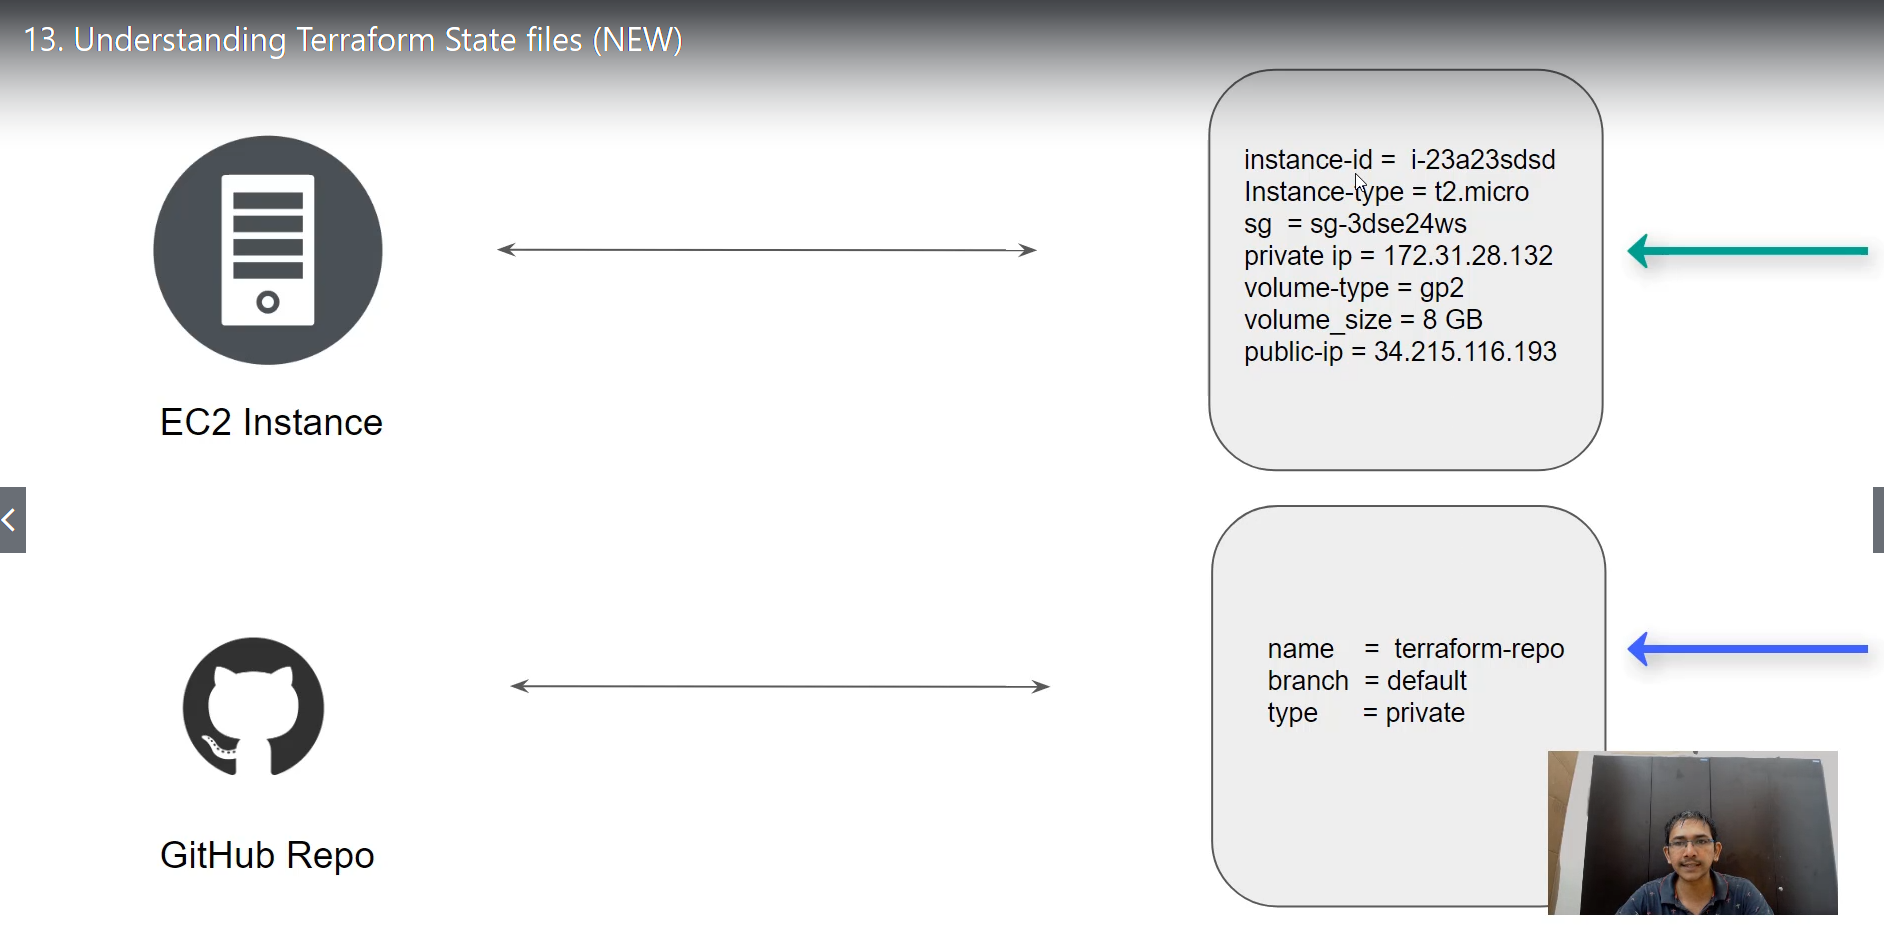 13. Understanding Terraform State files (NEW)
instance-id = i-23a23sdsd
Instance-type = t2.micro
sg = sg-3dse24ws
private ip = 172.31.28.132
volume-type = gp2
volume_size = 8 GB
public-ip = 34.215.116.193
EC2 Instance
name = terraform-repo
branch = default
type = private
GitHub Repo